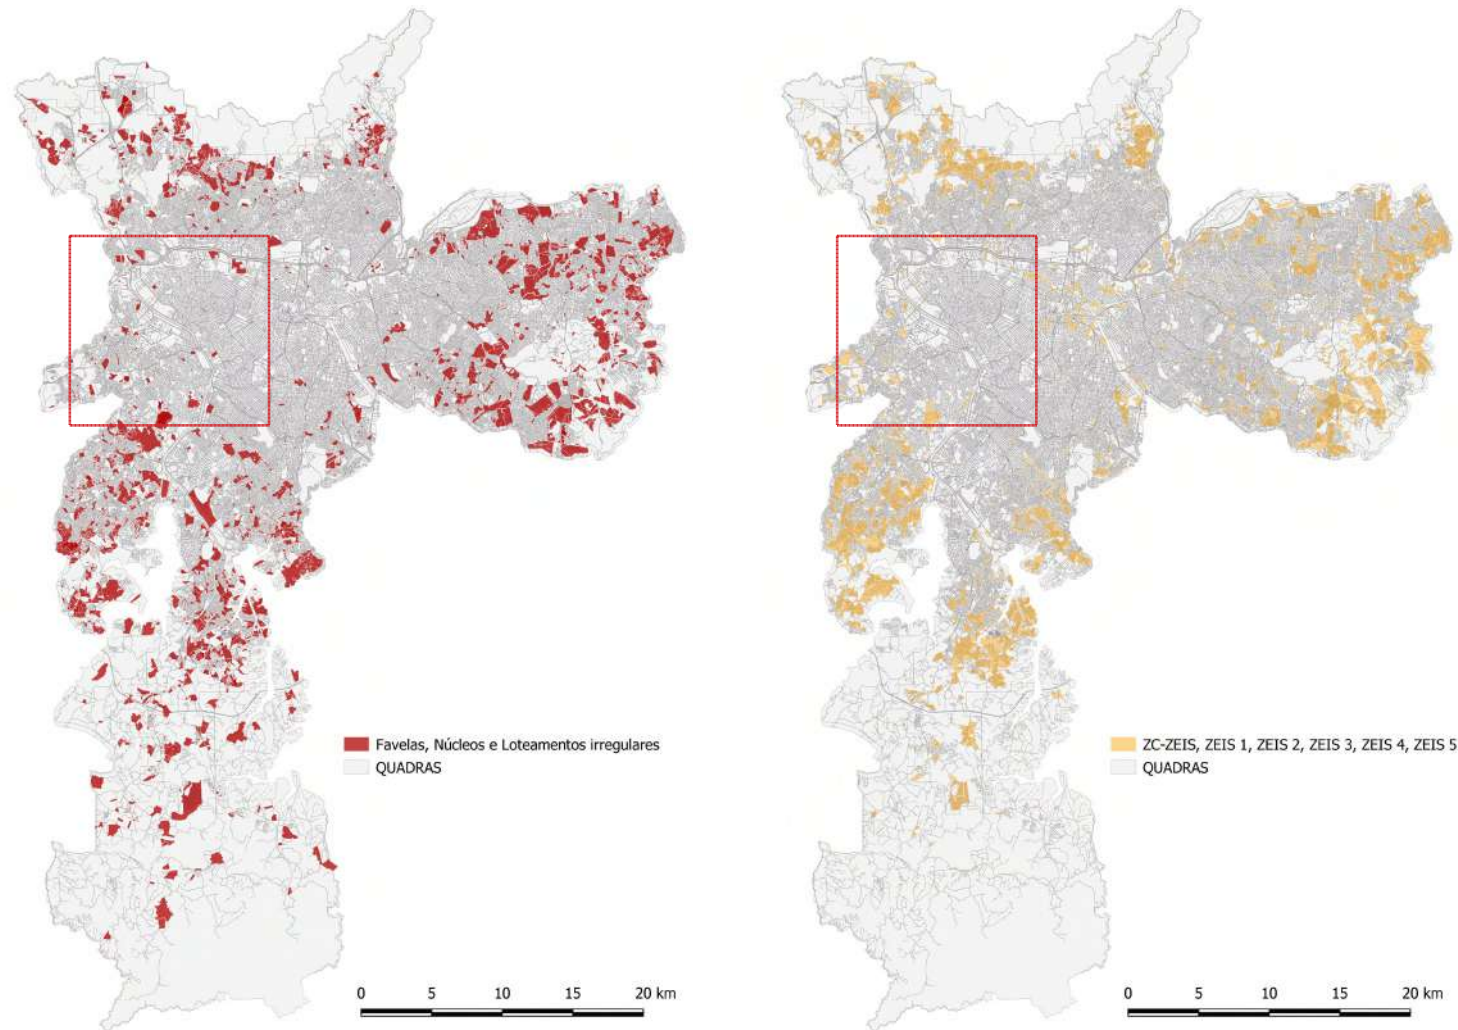 Favelas, Núcleos e Loteamentos irregulares
QUADRAS
0 5 10 15 20 km
ZC-ZEIS, ZEIS 1, ZEIS 2, ZEIS 3, ZEIS 4, ZEIS 5
QUADRAS
0 5 10 15 20 km